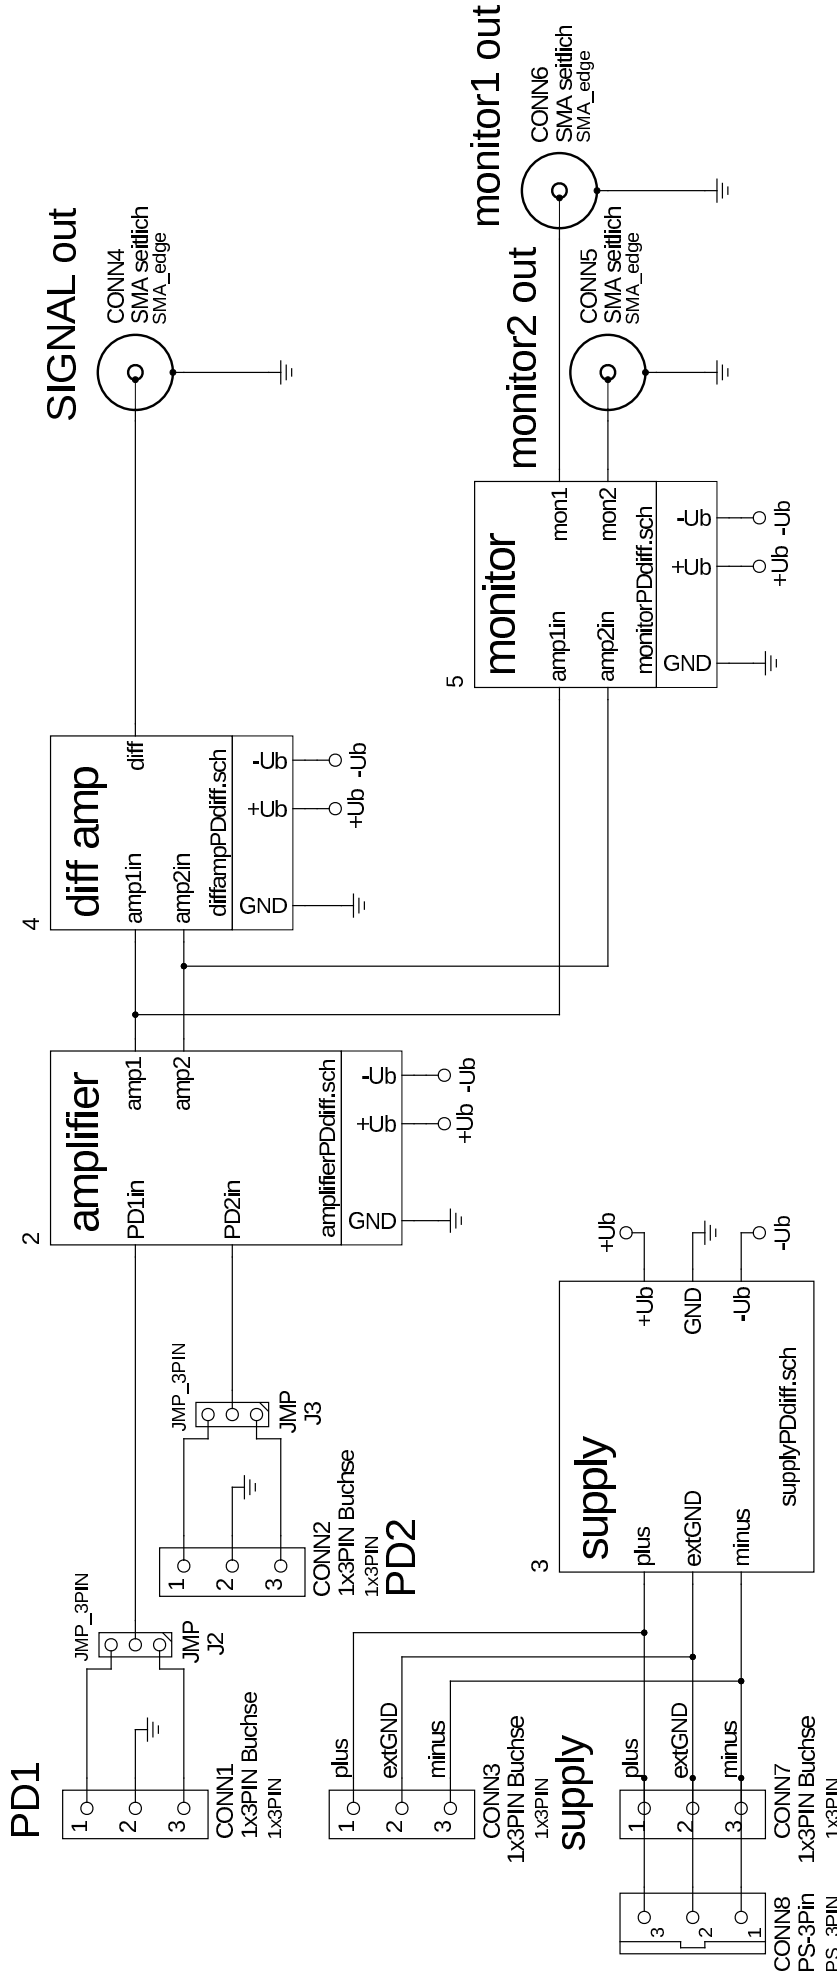 PD1
1
2
3
CONN1
1x3PIN Buchse
1x3PIN
JMP_3PIN
JMP
J2
1
2
3
CONN2
1x3PIN Buchse
1x3PIN
PD2
JMP_3PIN
JMP
J3
2
amplifier
PD1in
PD2in
amp1
amp2
amplifierPDdiff.sch
GND
+Ub
-Ub
+Ub
-Ub
4
diff amp
amp1in
amp2in
diff
diffampPDdiff.sch
GND
+Ub
-Ub
+Ub
-Ub
SIGNAL out
CONN4
SMA seitlich
SMA_edge
5
monitor
amp1in
amp2in
mon1
mon2
monitorPDdiff.sch
GND
+Ub
-Ub
+Ub
-Ub
monitor2 out
CONN5
SMA seitlich
SMA_edge
monitor1 out
CONN6
SMA seitlich
SMA_edge
1
2
3
plus
extGND
minus
CONN3
1x3PIN Buchse
1x3PIN
supply
1
2
3
plus
extGND
minus
CONN7
1x3PIN Buchse
1x3PIN
3
2
1
CONN8
PS-3Pin
PS_3PIN
3
supply
plus
extGND
minus
+Ub
GND
-Ub
supplyPDdiff.sch
+Ub
-Ub